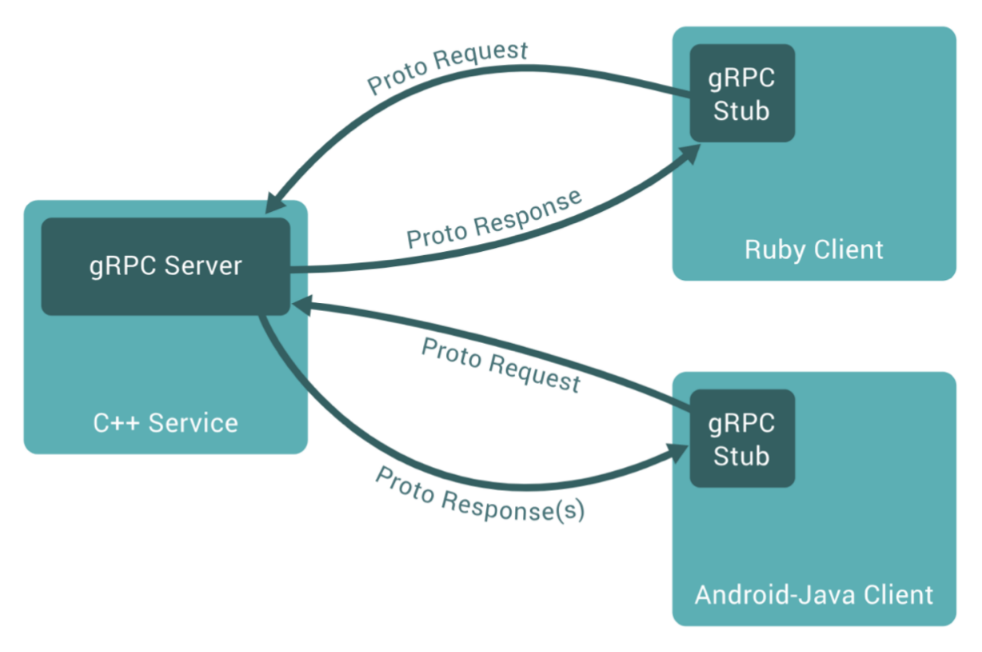 Proto Request
gRPC
Stub
Proto Response
Ruby Client
gRPC Server
C++ Service
Proto Request
gRPC
Stub
Proto Response(s)
Android-Java Client